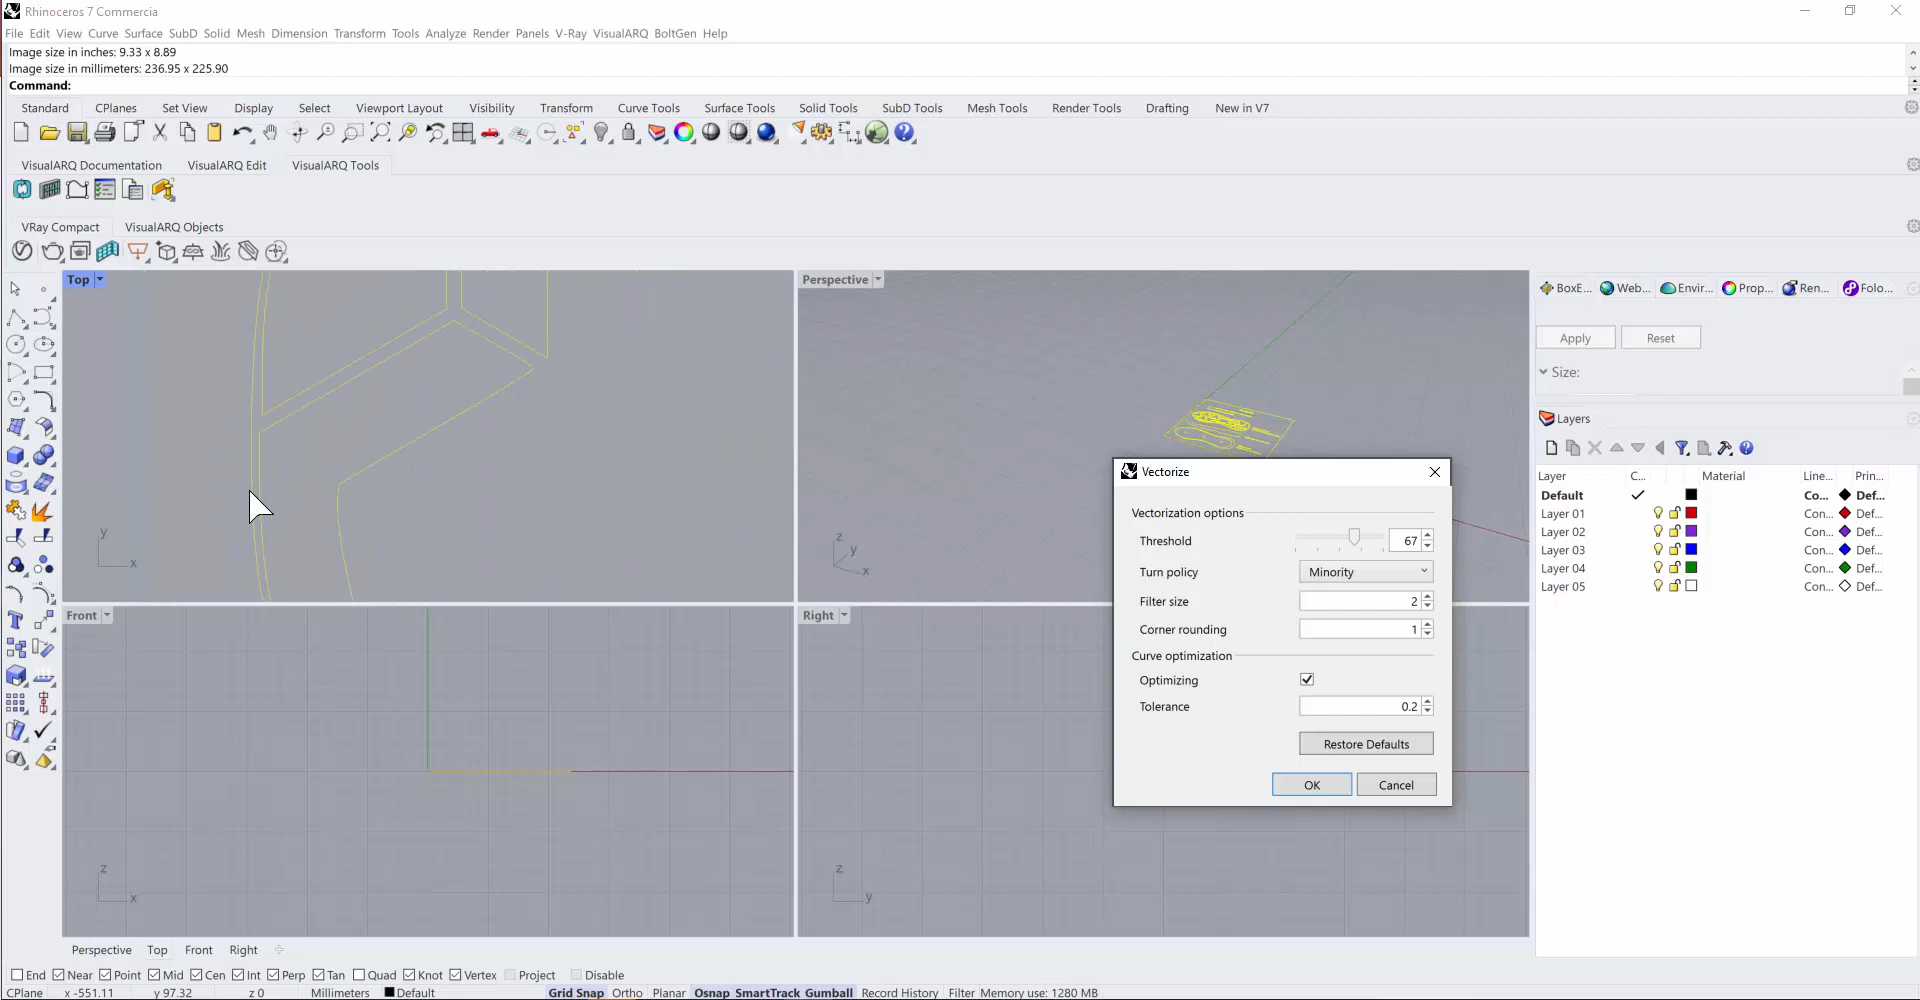 Rhinoceros 7 Commercia
File Edit View Curve Surface SubD Solid Mesh Dimension Transform Tools Analyze Render Panels V-Ray VisualARQ BoltGen Help
Image size in inches: 9.33 x 8.89
Image size in millimeters: 236.95 x 225.90
Command:
Standard CPlanes Set View Display Select Viewport Layout Visibility Transform Curve Tools Surface Tools Solid Tools SubD Tools Mesh Tools Render Tools Drafting New in V7
VisualARQ Documentation VisualARQ Edit VisualARQ Tools
VRay Compact VisualARQ Objects
Top
Perspective
BoxE... Web... Envir... Prop... Ren... Folo...
Apply Reset
Size:
Layers
Layer C... Material Line... Prin...
Default Co... Def...
Layer 01 Con... Def...
Layer 02 Con... Def...
Layer 03 Con... Def...
Layer 04 Con... Def...
Layer 05 Con... Def...
y
x
z
y
x
Vectorize
Vectorization options
Threshold 67
Turn policy Minority
Filter size 2
Corner rounding 1
Curve optimization
Optimizing
Tolerance 0.2
Restore Defaults
OK Cancel
Front
Right
z
x
z
y
Perspective Top Front Right
End Near Point Mid Cen Int Perp Tan Quad Knot Vertex Project Disable
CPlane x -551.11 y 97.32 z 0 Millimeters Default Grid Snap Ortho Planar Osnap SmartTrack Gumball Record History Filter Memory use: 1280 MB